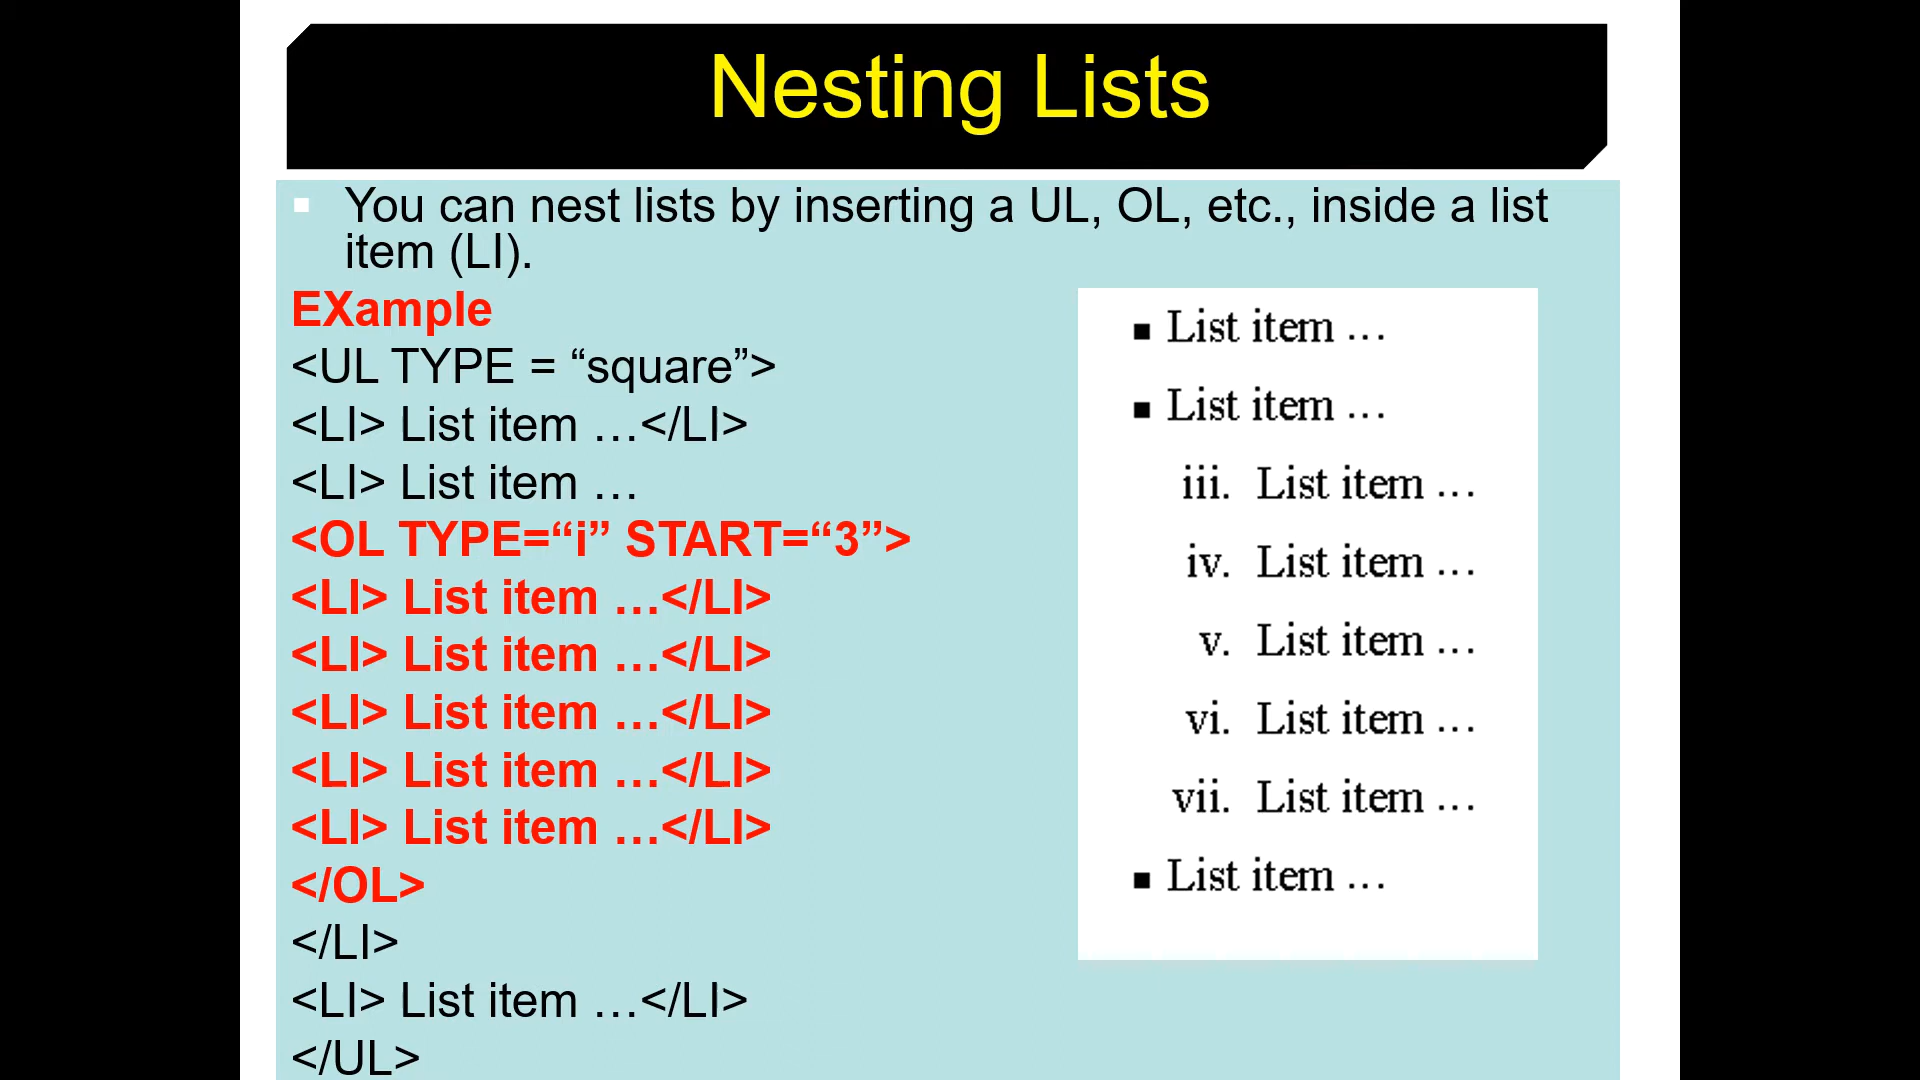 Nesting Lists
You can nest lists by inserting a UL, OL, etc., inside a list
item (LI).
EXample
<UL TYPE = “square”>
<LI> List item …</LI>
<LI> List item …
<OL TYPE=“i” START=“3”>
<LI> List item …</LI>
<LI> List item …</LI>
<LI> List item …</LI>
<LI> List item …</LI>
<LI> List item …</LI>
</OL>
</LI>
<LI> List item …</LI>
</UL>
List item ...
List item ...
iii. List item ...
iv. List item ...
v. List item ...
vi. List item ...
vii. List item ...
List item ...